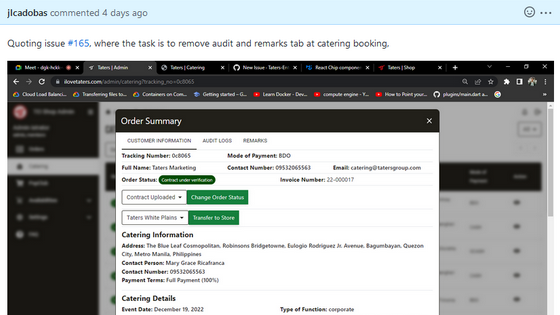 jlcadobas commented 4 days ago
Quoting issue #165, where the task is to remove audit and remarks tab at catering booking.
Meet - dgk-hckk
Taters | Admin
Taters | Catering
New Issue · Taters-En
React Chip compone
Taters | Shop
ilovetaters.com/admin/catering?tracking_no=0c8065
Cloud Load Balanci...
Transferring files to...
Containers on Com...
Getting started – G...
Learn Docker - Dev...
compute engine - Y...
How to Point your...
plugins/main.dart a...
Order Summary
CUSTOMER INFORMATION AUDIT LOGS REMARKS
Tracking Number: 0c8065 Mode of Payment: BDO
Full Name: Taters Marketing Contact Number: 09532065563 Email: catering@tatersgroup.com
Order Status: Contract under verification Invoice Number: 22-000017
Contract Uploaded Change Order Status
Taters White Plains Transfer to Store
Catering Information
Address: The Blue Leaf Cosmopolitan, Robinsons Bridgetowne, Eulogio Rodriguez Jr. Avenue, Bagumbayan, Quezon
City, Metro Manila, Philippines
Contact Person: Mary Grace Ricafranca
Contact Number: 09532065563
Payment Terms: Full Payment (100%)
Catering Details
Event Date: December 19, 2022 Type of Function: corporate